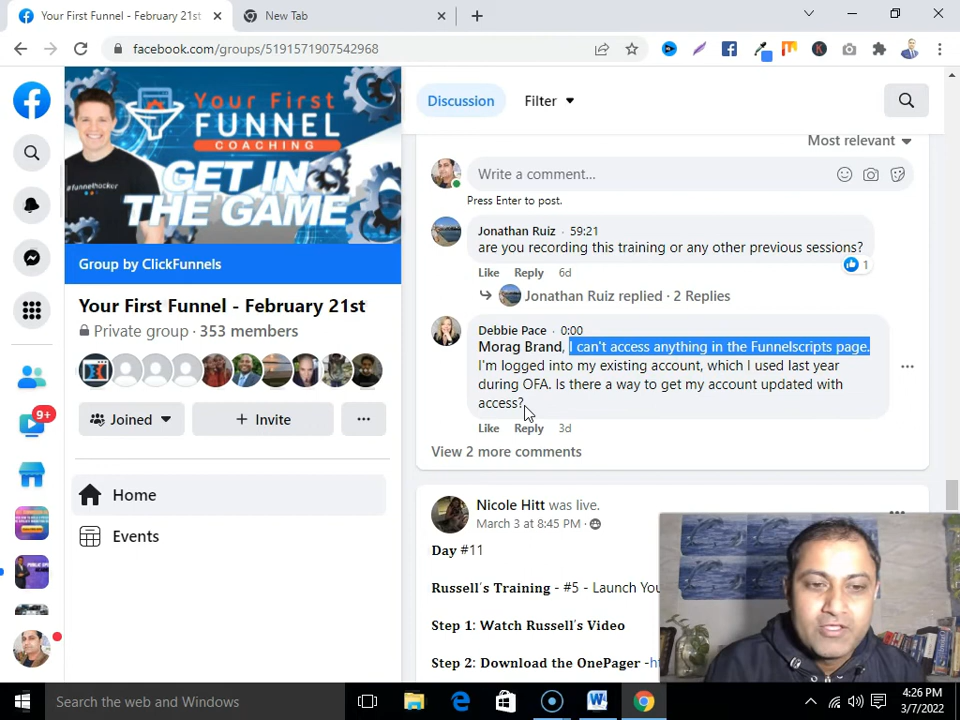 Your First Funnel - February 21st
New Tab
facebook.com/groups/5191571907542968
Your First
FUNNEL
COACHING
GET IN
THE GAME
#funnelhacker
Group by ClickFunnels
Your First Funnel - February 21st
Private group · 353 members
Joined
+ Invite
Home
Events
9+
Discussion
Filter
Most relevant
Write a comment...
Press Enter to post.
Jonathan Ruiz · 59:21
are you recording this training or any other previous sessions?
1
Like Reply 6d
Jonathan Ruiz replied · 2 Replies
Debbie Pace · 0:00
Morag Brand, I can't access anything in the Funnelscripts page.
I'm logged into my existing account, which I used last year
during OFA. Is there a way to get my account updated with
access?
Like Reply 3d
View 2 more comments
Nicole Hitt was live.
March 3 at 8:45 PM ·
Day #11
Russell's Training - #5 - Launch You
Step 1: Watch Russell's Video
Step 2: Download the OnePager -h
Search the web and Windows
4:26 PM
3/7/2022